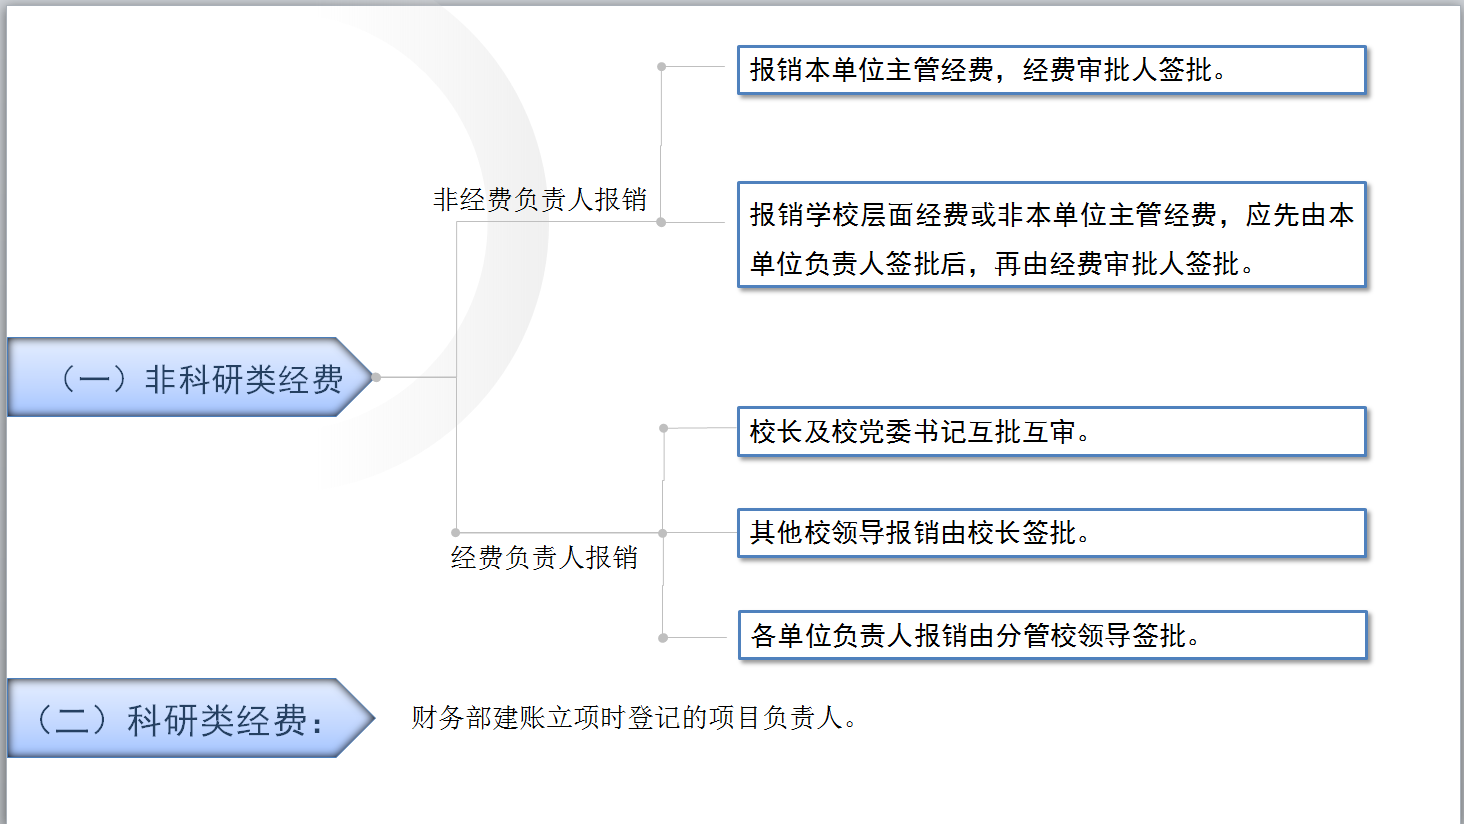 报销本单位主管经费，经费审批人签批。
非经费负责人报销
报销学校层面经费或非本单位主管经费，应先由本
单位负责人签批后，再由经费审批人签批。
（一）非科研类经费
校长及校党委书记互批互审。
其他校领导报销由校长签批。
经费负责人报销
各单位负责人报销由分管校领导签批。
（二）科研类经费：
财务部建账立项时登记的项目负责人。